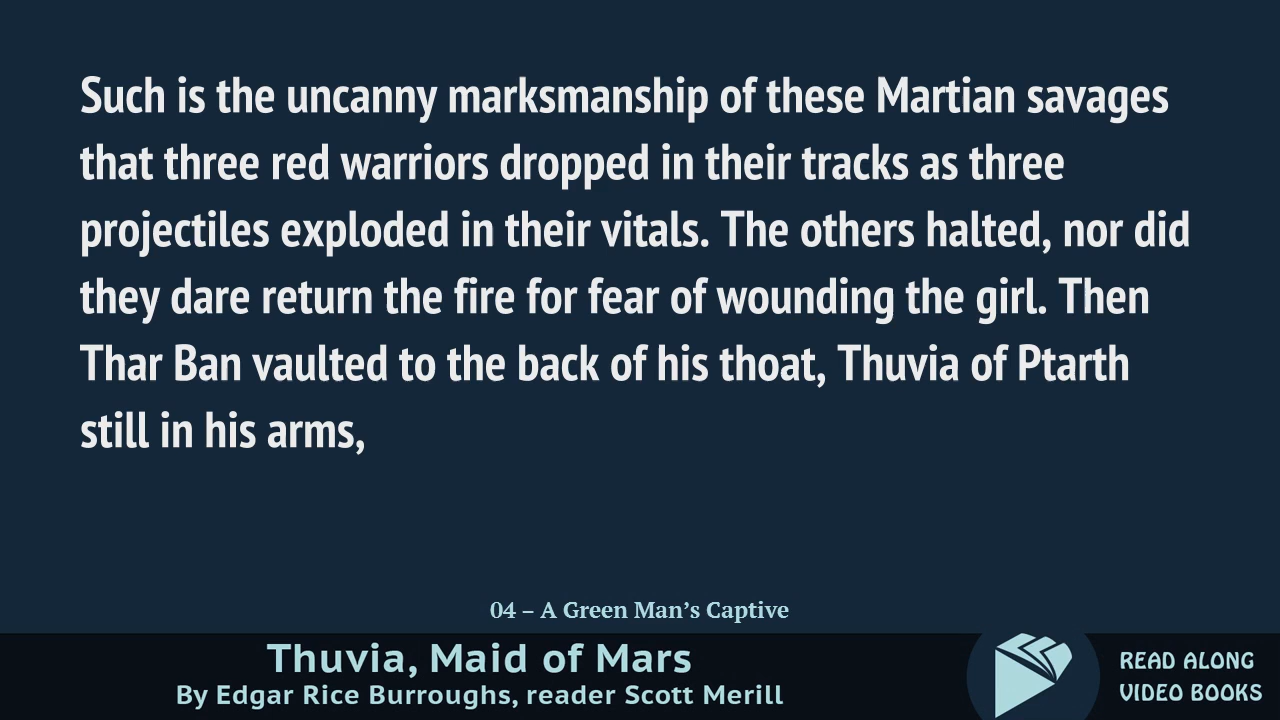 Such is the uncanny marksmanship of these Martian savages
that three red warriors dropped in their tracks as three
projectiles exploded in their vitals. The others halted, nor did
they dare return the fire for fear of wounding the girl. Then
Thar Ban vaulted to the back of his thoat, Thuvia of Ptarth
still in his arms,
04 – A Green Man’s Captive
Thuvia, Maid of Mars
By Edgar Rice Burroughs, reader Scott Merill
READ ALONG
VIDEO BOOKS